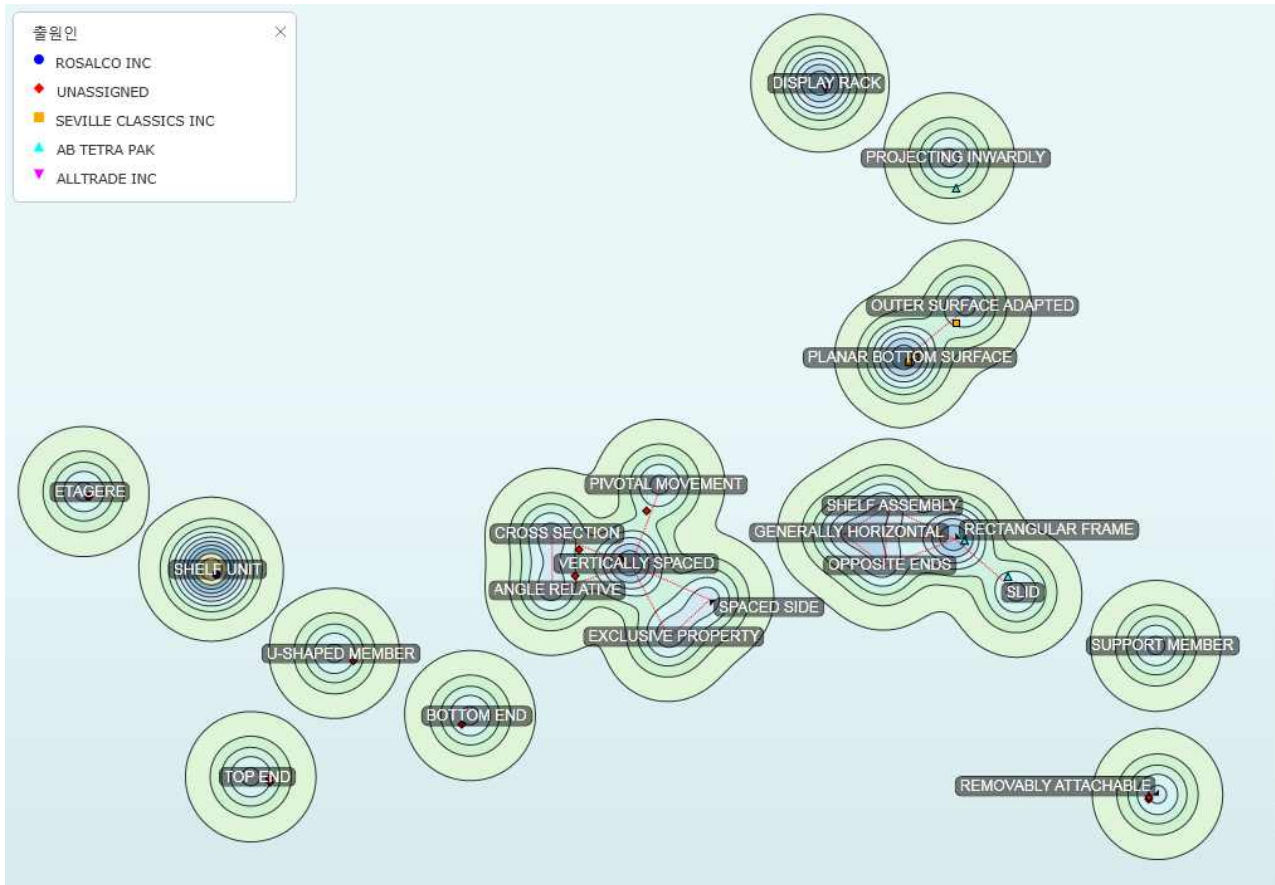 출원인
ROSALCO INC
UNASSIGNED
SEVILLE CLASSICS INC
AB TETRA PAK
ALLTRADE INC
DISPLAY RACK
PROJECTING INWARDLY
OUTER SURFACE ADAPTED
PLANAR BOTTOM SURFACE
ETAGERE
SHELF UNIT
U-SHAPED MEMBER
BOTTOM END
TOP END
PIVOTAL MOVEMENT
CROSS SECTION
VERTICALLY SPACED
ANGLE RELATIVE
SPACED SIDE
EXCLUSIVE PROPERTY
SHELF ASSEMBLY
GENERALLY HORIZONTAL
RECTANGULAR FRAME
OPPOSITE ENDS
SLID
SUPPORT MEMBER
REMOVABLY ATTACHABLE